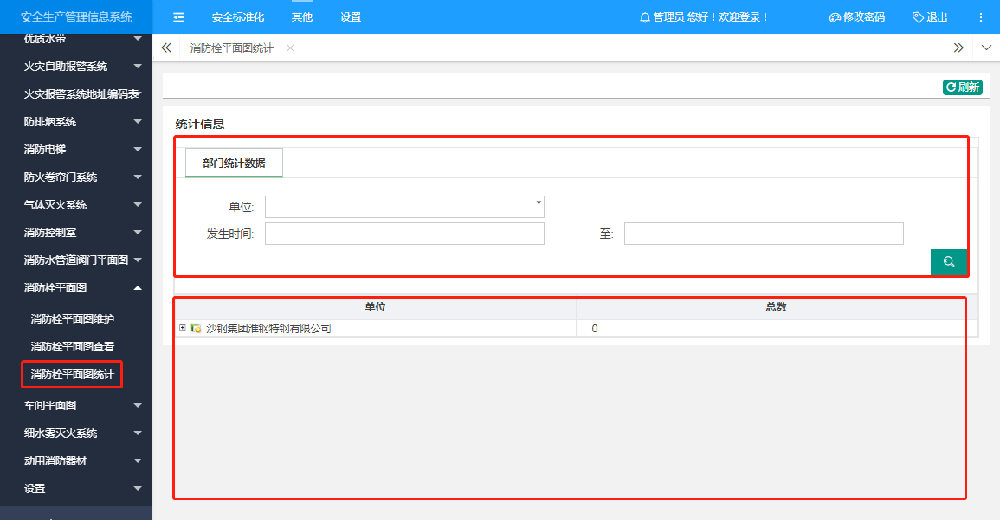 安全生产管理信息系统
安全标准化 其他 设置
管理员 您好！欢迎登录！ 修改密码 退出
优质水带
火灾自助报警系统
火灾报警系统地址编码表
防排烟系统
消防电梯
防火卷帘门系统
气体灭火系统
消防控制室
消防水管道阀门平面图
消防栓平面图
消防栓平面图维护
消防栓平面图查看
消防栓平面图统计
车间平面图
细水雾灭火系统
动用消防器材
设置
消防栓平面图统计
刷新
统计信息
部门统计数据
单位:
发生时间: 至:
单位 总数
沙钢集团淮钢特钢有限公司 0